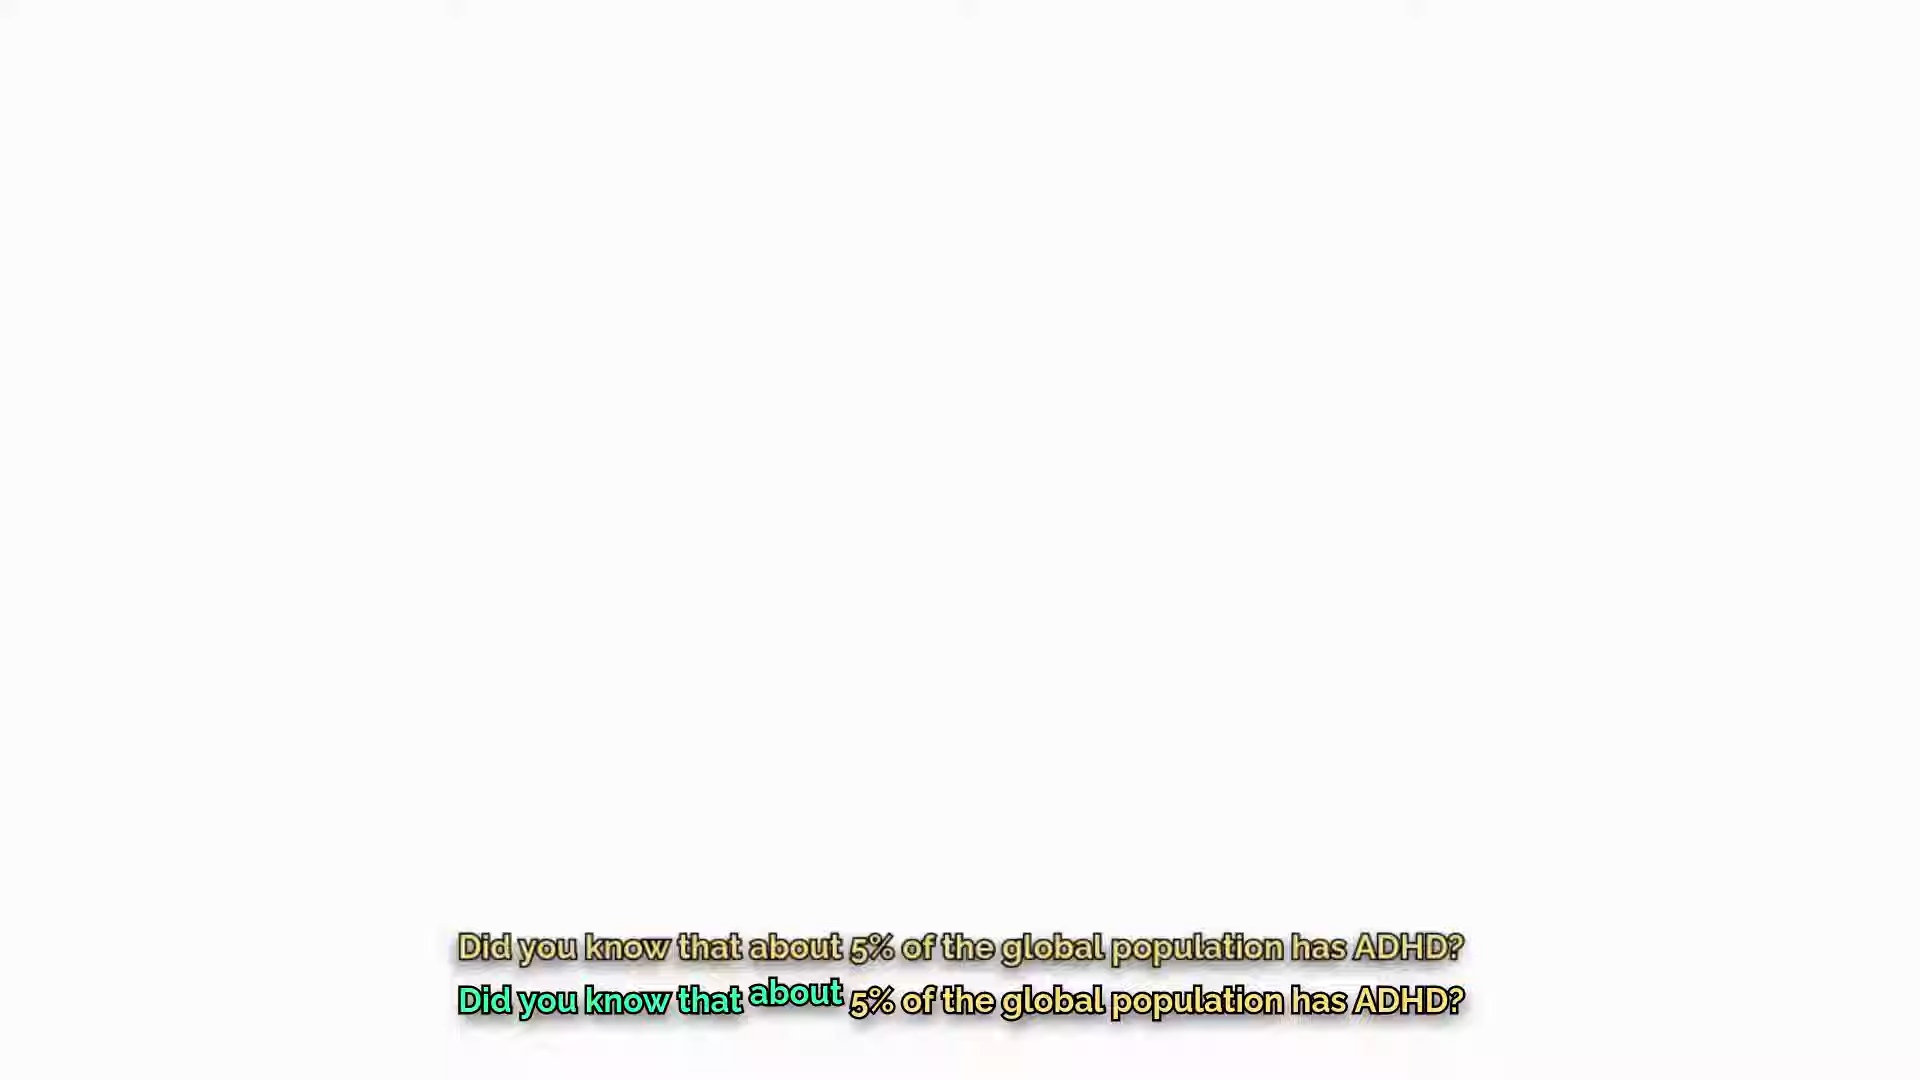 Did you know that about 5% of the global population has ADHD?
Did you know that about 5% of the global population has ADHD?